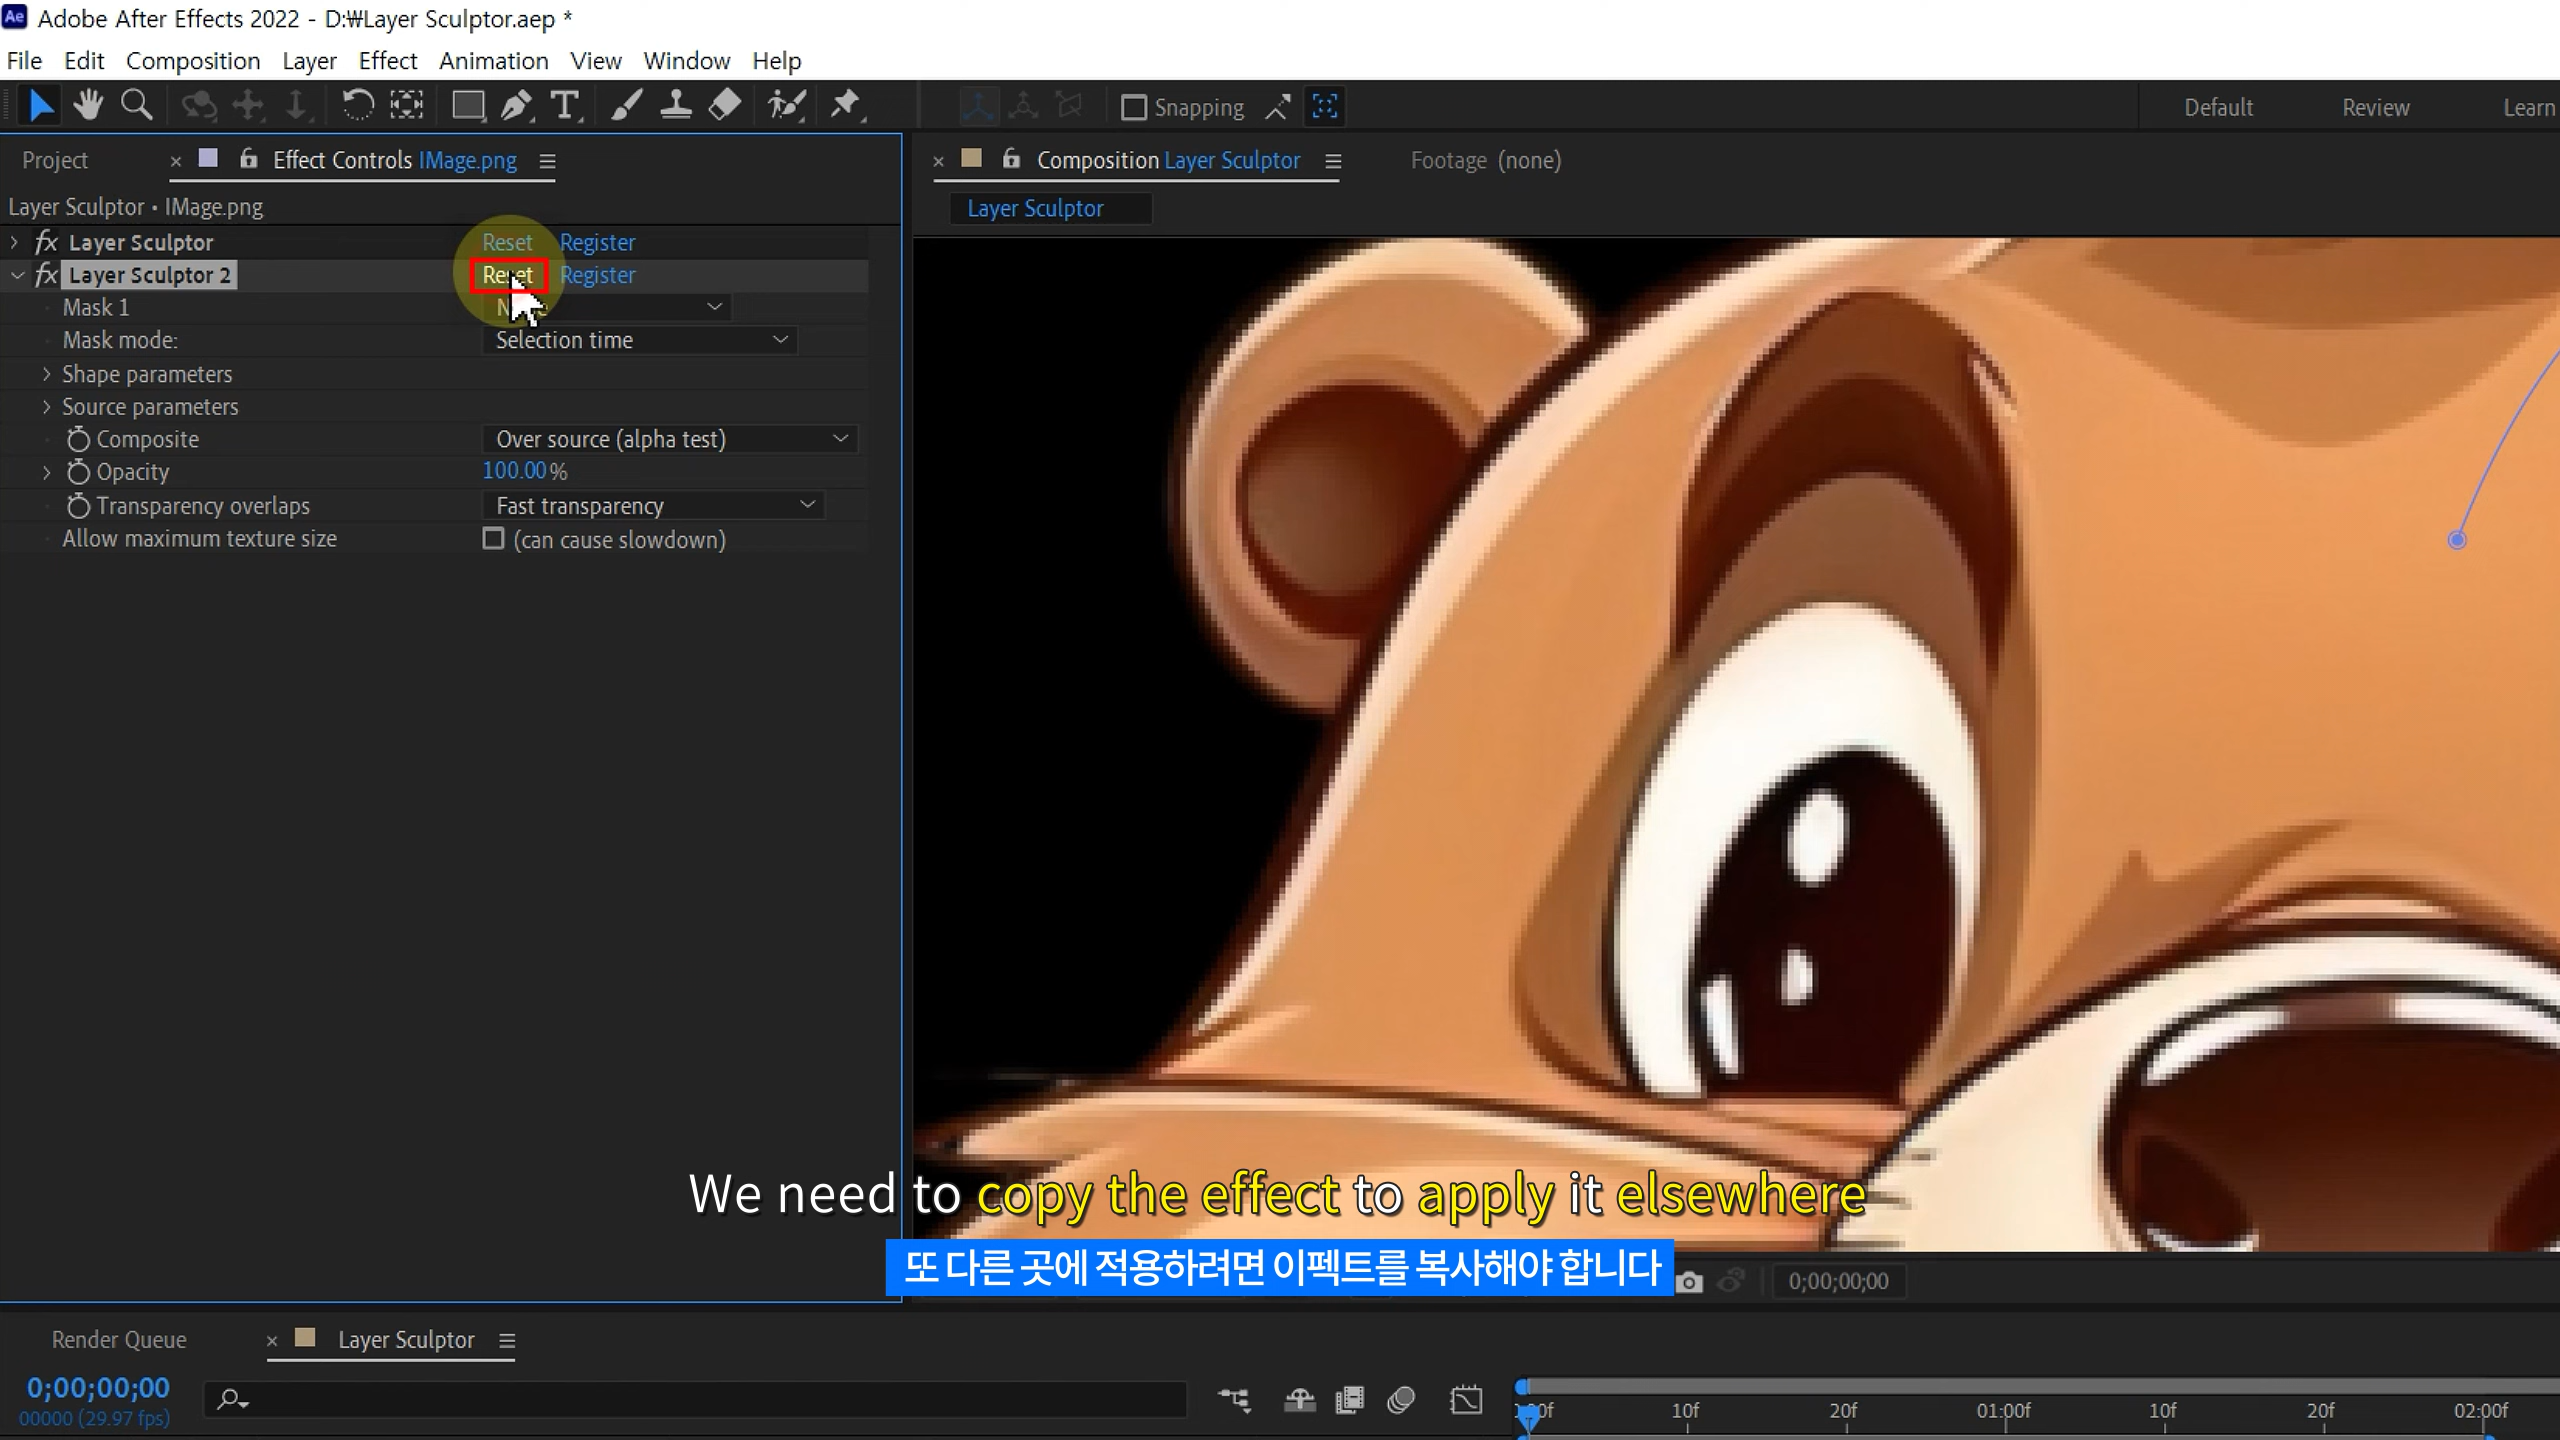 Adobe After Effects 2022 - D:₩Layer Sculptor.aep *
File Edit Composition Layer Effect Animation View Window Help
Snapping
Default Review Learn
Project
Effect Controls IMage.png
Composition Layer Sculptor
Footage (none)
Layer Sculptor • IMage.png
Layer Sculptor
fx Layer Sculptor Reset Register
fx Layer Sculptor 2 Reset Register
Mask 1
Mask mode: Selection time
Shape parameters
Source parameters
Composite Over source (alpha test)
Opacity 100.00%
Transparency overlaps Fast transparency
Allow maximum texture size (can cause slowdown)
We need to copy the effect to apply it elsewhere
또 다른 곳에 적용하려면 이펙트를 복사해야 합니다
0;00;00;00
Render Queue
Layer Sculptor
0;00;00;00
00000 (29.97 fps)
10f 20f 01:00f 10f 20f 02:00f